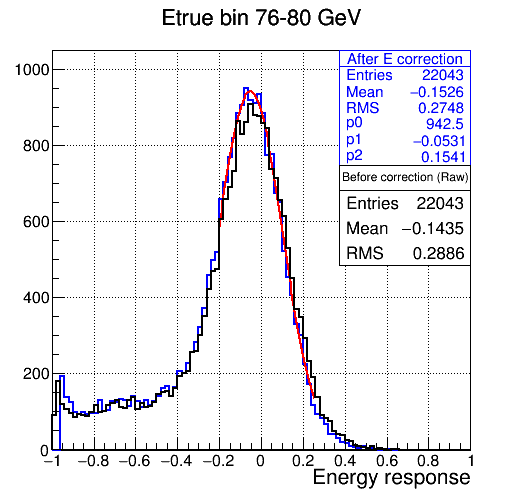 Etrue bin 76-80 GeV
After E correction
Entries 22043
Mean −0.1526
RMS 0.2748
p0 942.5
p1 −0.0531
p2 0.1541
Before correction (Raw)
Entries 22043
Mean −0.1435
RMS 0.2886
1000
800
600
400
200
0
−1 −0.8 −0.6 −0.4 −0.2 0 0.2 0.4 0.6 0.8 1
Energy response